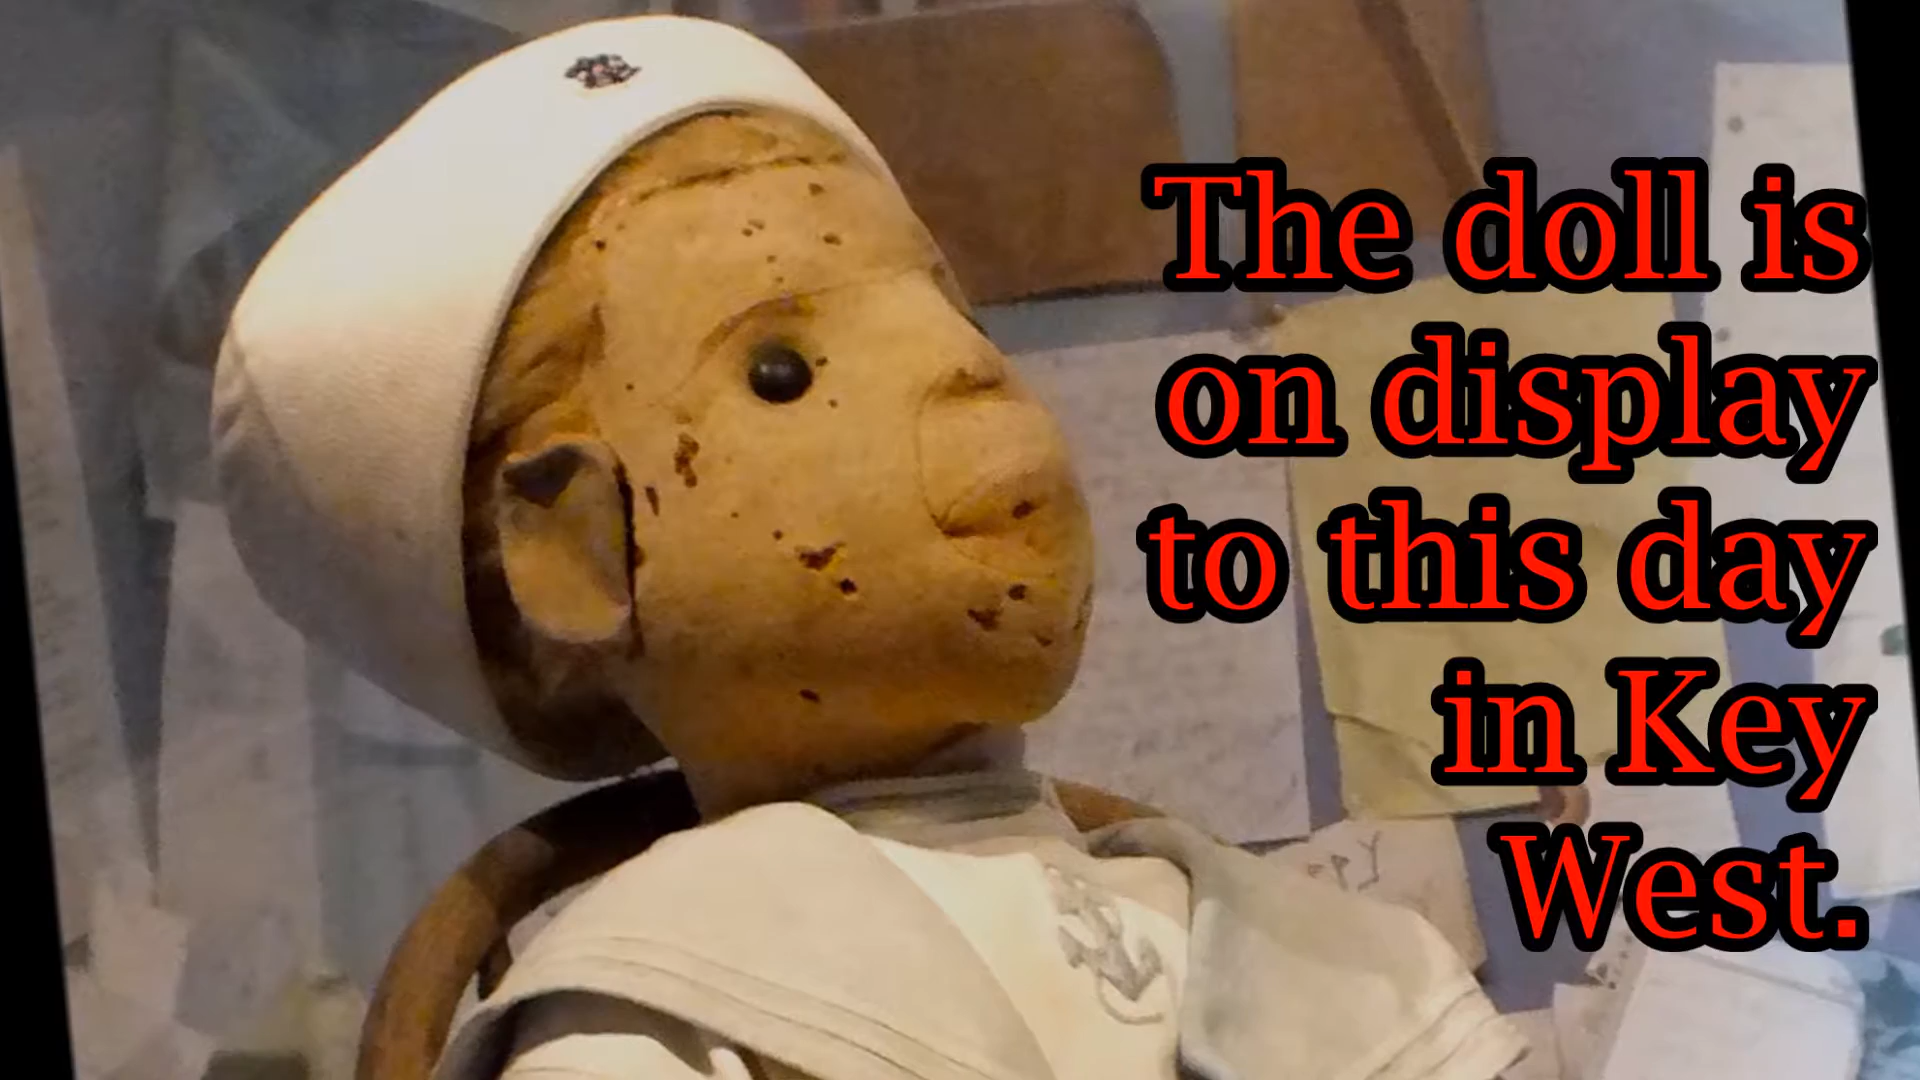 The doll is
on display
to this day
in Key
West.